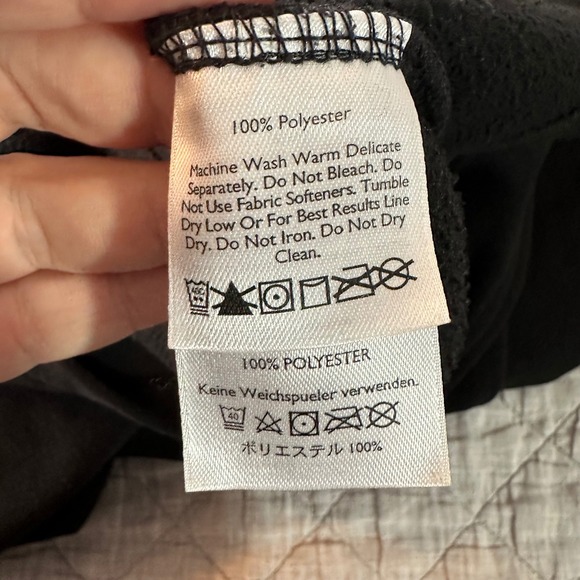 100% Polyester
Machine Wash Warm Delicate
Separately. Do Not Bleach. Do
Not Use Fabric Softeners. Tumble
Dry Low Or For Best Results Line
Dry. Do Not Iron. Do Not Dry
Clean.
100% POLYESTER
Keine Weichspueler verwenden.
40
ポリエステル 100%